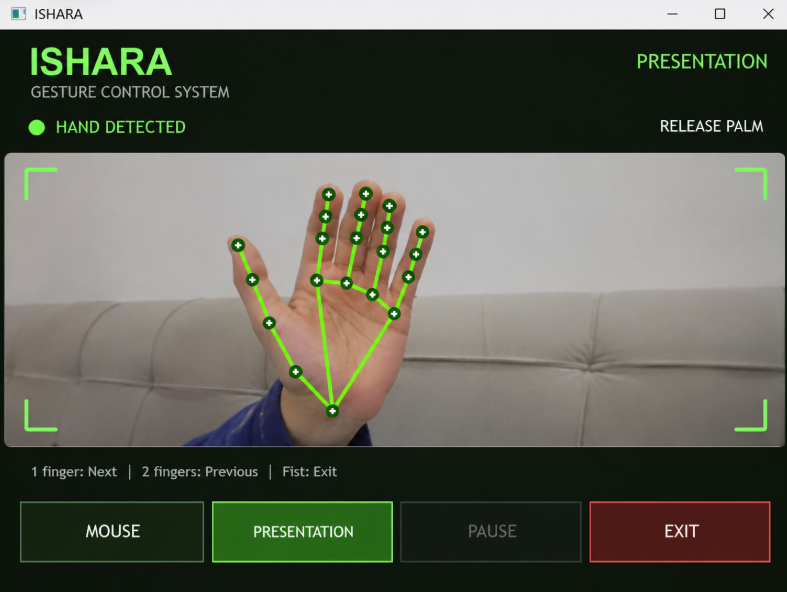 ISHARA
ISHARA
PRESENTATION
GESTURE CONTROL SYSTEM
HAND DETECTED
RELEASE PALM
1 finger: Next | 2 fingers: Previous | Fist: Exit
MOUSE
PRESENTATION
PAUSE
EXIT